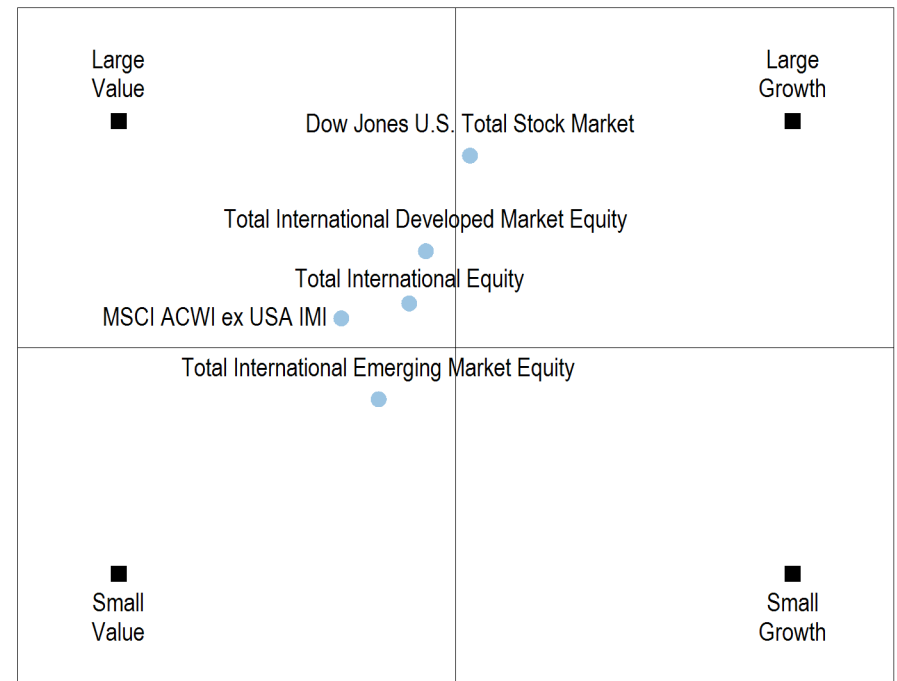 Large
Value
Large
Growth
Dow Jones U.S. Total Stock Market
Total International Developed Market Equity
Total International Equity
MSCI ACWI ex USA IMI
Total International Emerging Market Equity
Small
Value
Small
Growth